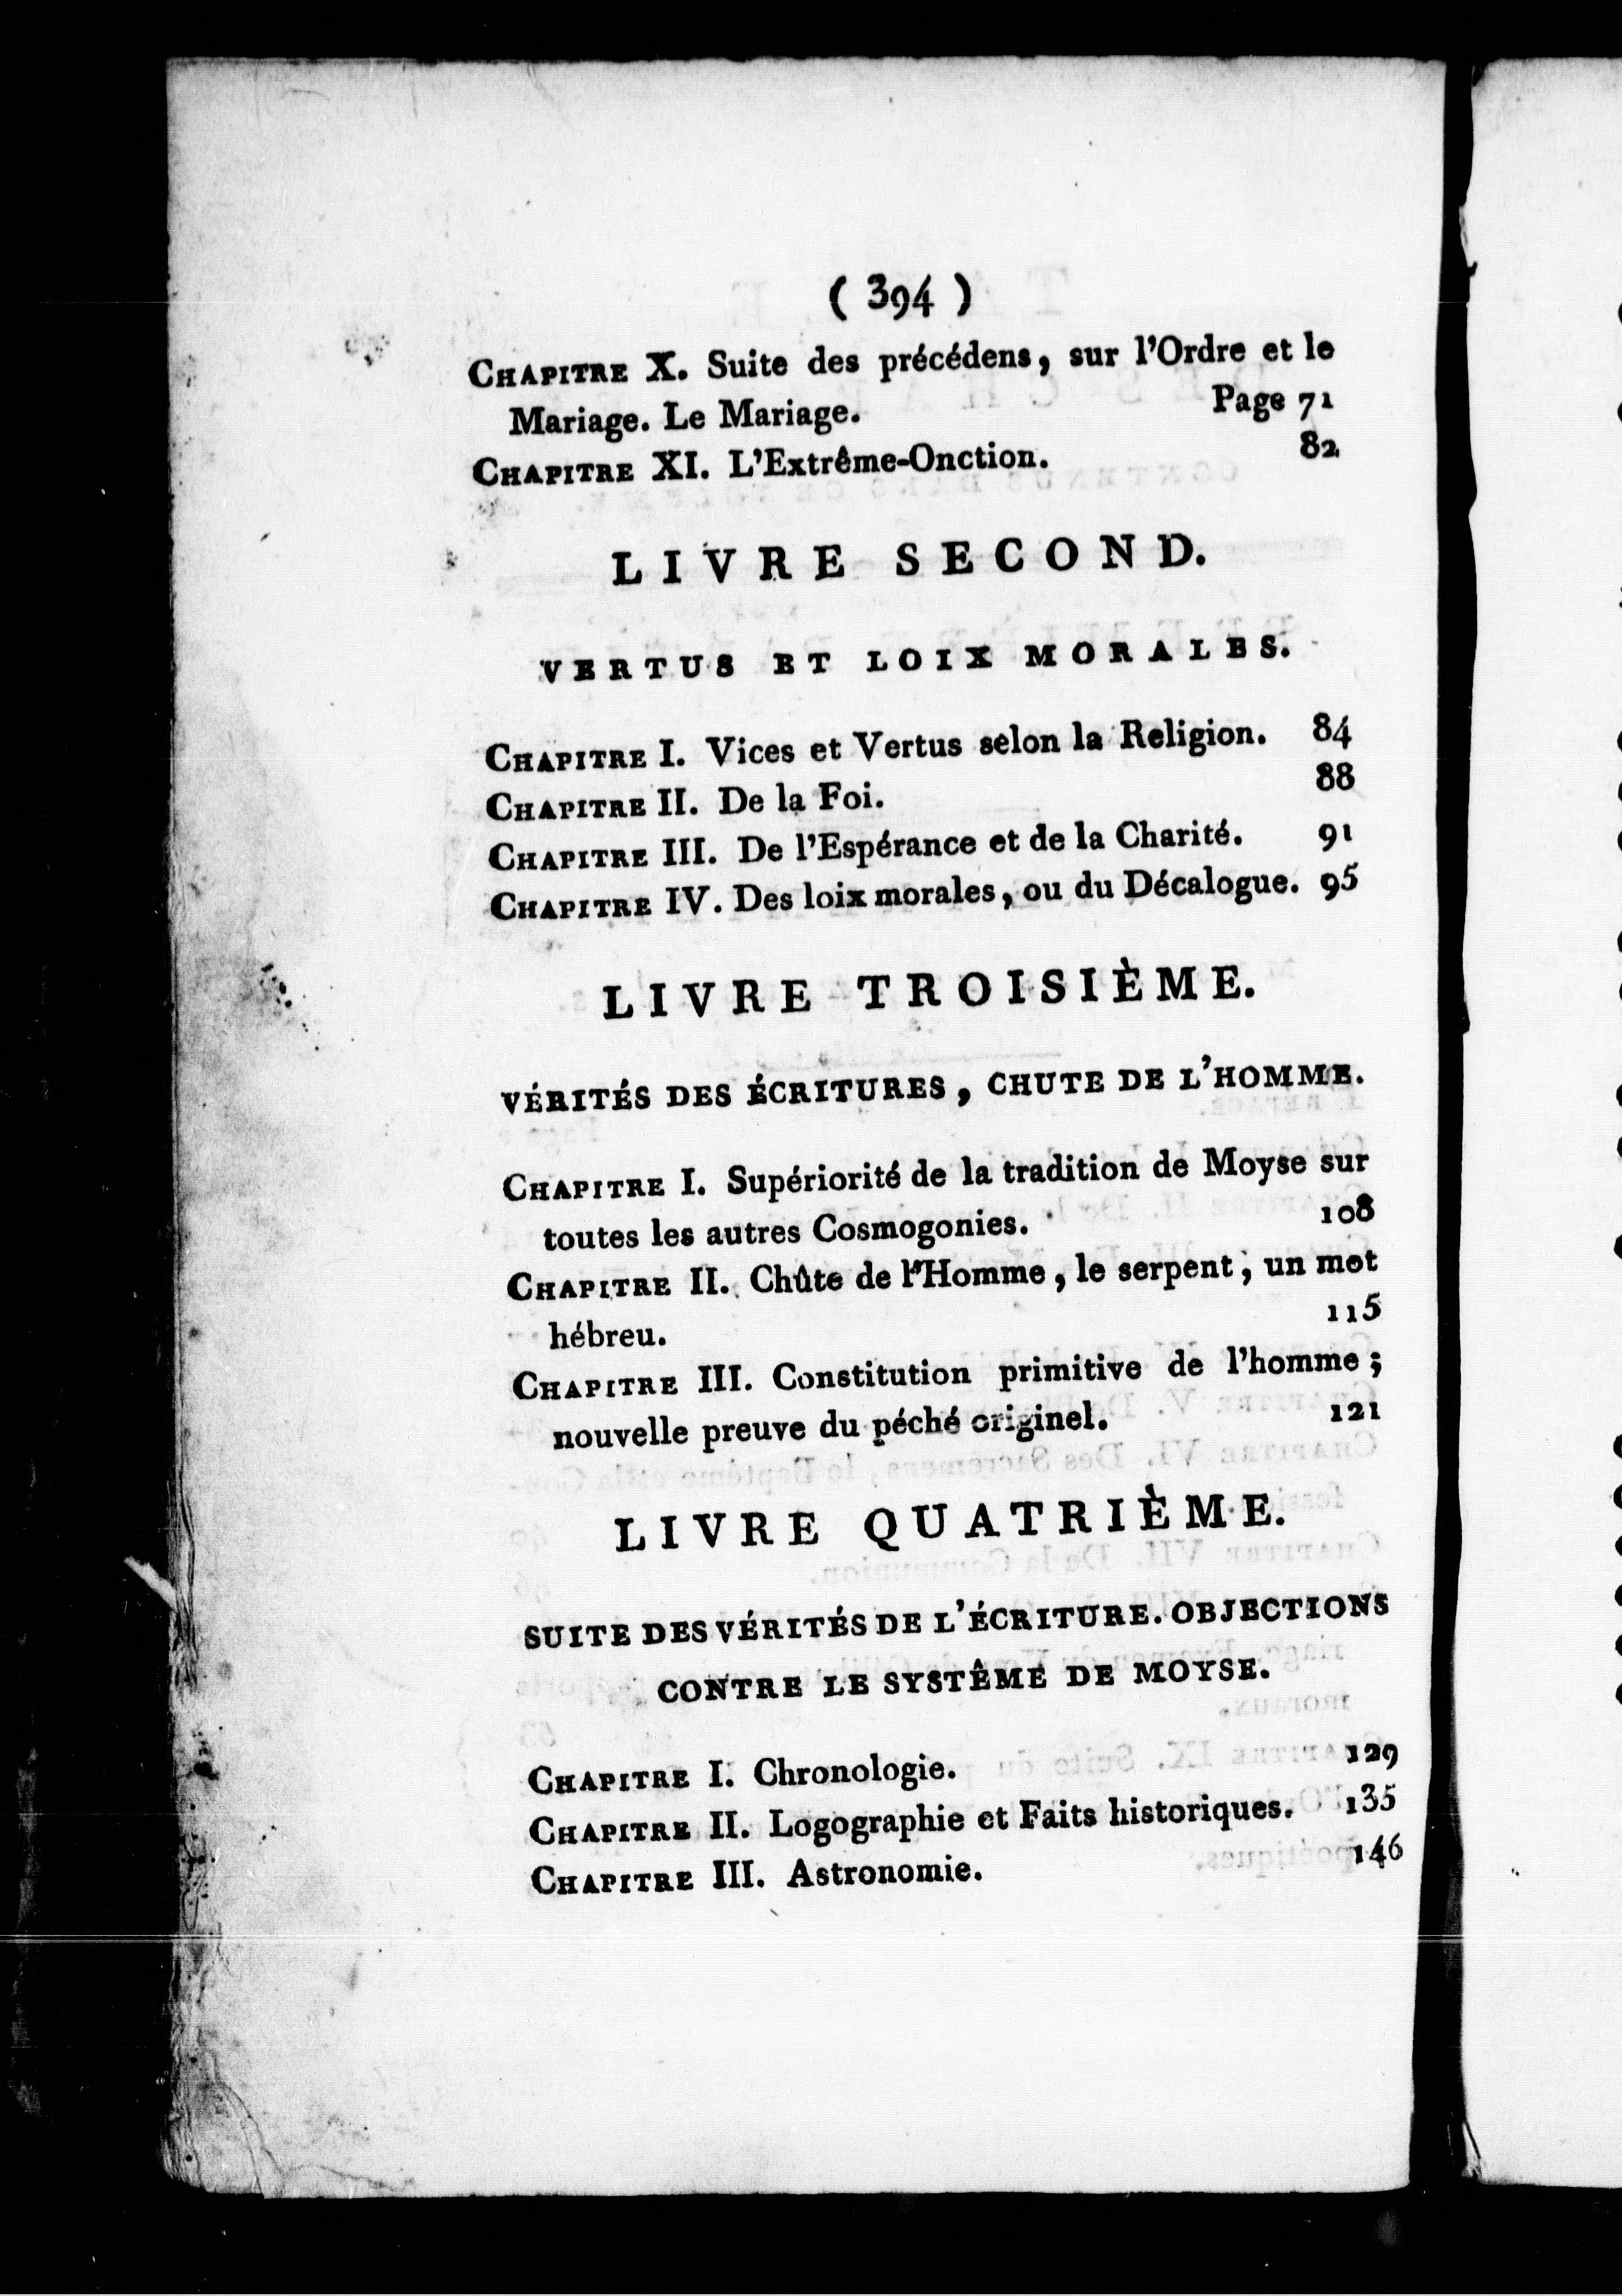 ( 394 )
CHAPITRE X. Suite des précédens, sur l'Ordre et le
Mariage. Le Mariage. Page 71
CHAPITRE XI. L'Extrême-Onction. 82
LIVRE SECOND.
VERTUS ET LOIX MORALES.
CHAPITRE I. Vices et Vertus selon la Religion. 84
CHAPITRE II. De la Foi. 88
CHAPITRE III. De l'Espérance et de la Charité. 91
CHAPITRE IV. Des loix morales, ou du Décalogue. 95
LIVRE TROISIÈME.
VÉRITÉS DES ÉCRITURES, CHUTE DE L'HOMME.
CHAPITRE I. Supériorité de la tradition de Moyse sur
toutes les autres Cosmogonies. 108
CHAPITRE II. Chûte de l'Homme, le serpent; un mot
hébreu. 115
CHAPITRE III. Constitution primitive de l'homme;
nouvelle preuve du péché originel. 121
LIVRE QUATRIÈME.
SUITE DES VÉRITÉS DE L'ÉCRITURE. OBJECTIONS
CONTRE LE SYSTÊME DE MOYSE.
CHAPITRE I. Chronologie. 129
CHAPITRE II. Logographie et Faits historiques. 135
CHAPITRE III. Astronomie. 146